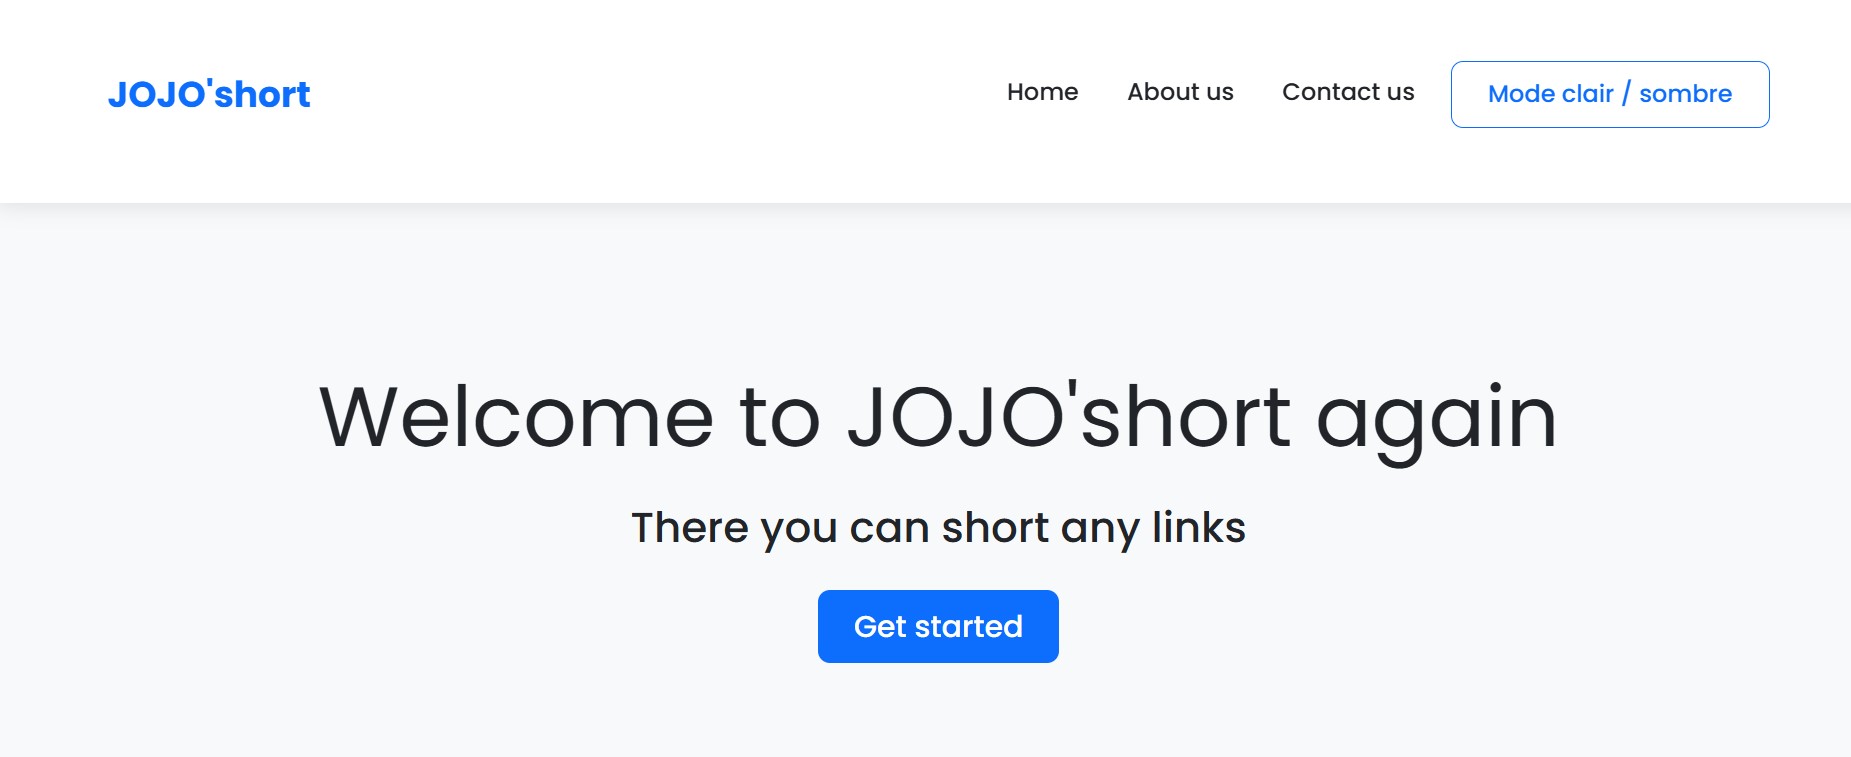 JOJO'short
Home
About us
Contact us
Mode clair / sombre
Welcome to JOJO'short again
There you can short any links
Get started